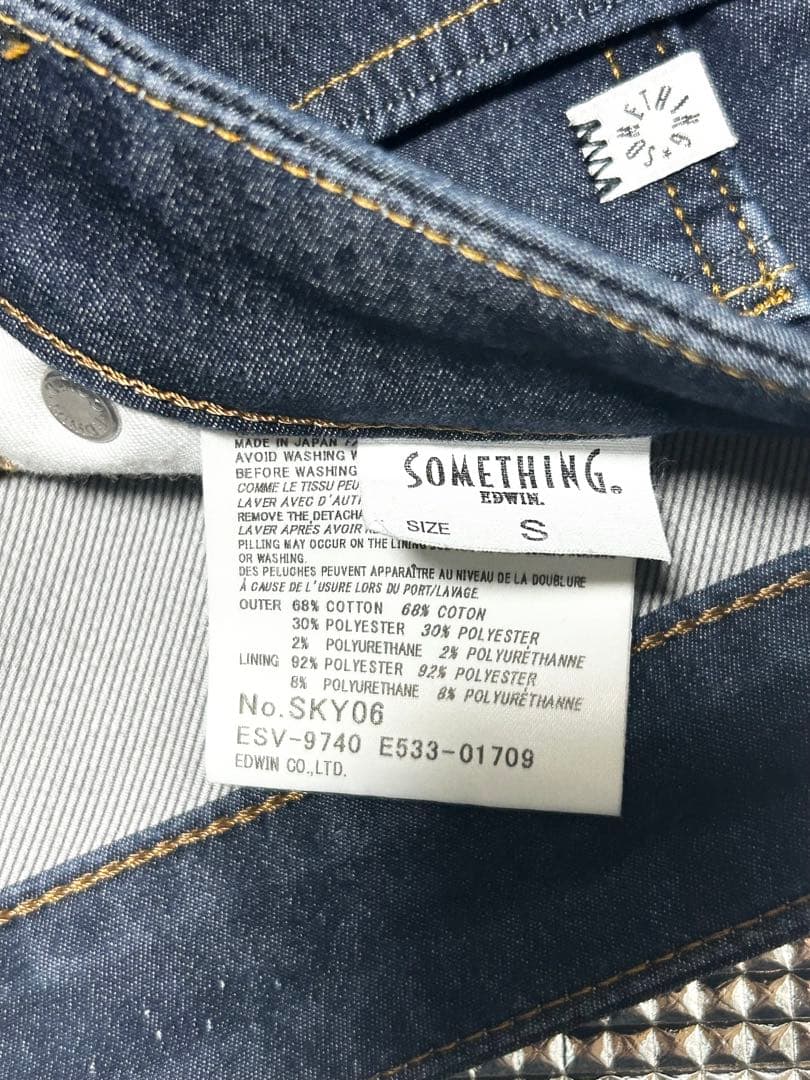 SOMETHING
MADE IN JAPAN
AVOID WASHING
BEFORE WASHING
COMME LE TISSU
LAVER AVEC D'AUT
REMOVE THE
LAVER APRÈS AVOIR
PILLING MAY OCCUR ON THE
OR WASHING.
DES PELUCHES PEUVENT APPARAÎTRE AU NIVEAU DE LA DOUBLURE
À CAUSE DE L'USURE LORS DU PORT/LAVAGE.
SOMETHING.
EDWIN.
SIZE S
OUTER 68% COTTON 68% COTON
30% POLYESTER 30% POLYESTER
2% POLYURETHANE 2% POLYURÉTHANNE
LINING 92% POLYESTER 92% POLYESTER
8% POLYURETHANE 8% POLYURÉTHANNE
No.SKY06
ESV-9740 E533-01709
EDWIN CO.,LTD.